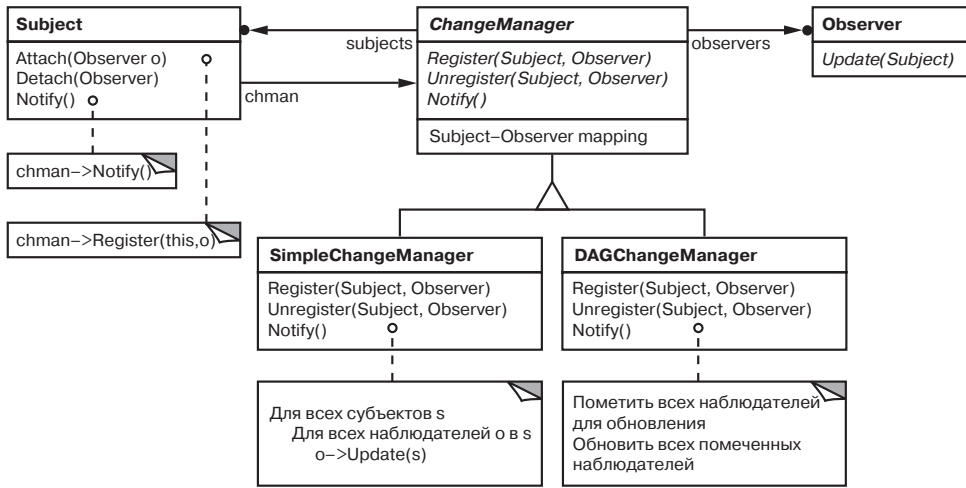 Subject
Attach(Observer o)
Detach(Observer)
Notify()
chman–>Notify()
chman–>Register(this,o)
subjects
chman
ChangeManager
Register(Subject, Observer)
Unregister(Subject, Observer)
Notify()
Subject–Observer mapping
observers
Observer
Update(Subject)
SimpleChangeManager
Register(Subject, Observer)
Unregister(Subject, Observer)
Notify()
Для всех субъектов s
Для всех наблюдателей o в s
o–>Update(s)
DAGChangeManager
Register(Subject, Observer)
Unregister(Subject, Observer)
Notify()
Пометить всех наблюдателей
для обновления
Обновить всех помеченных
наблюдателей